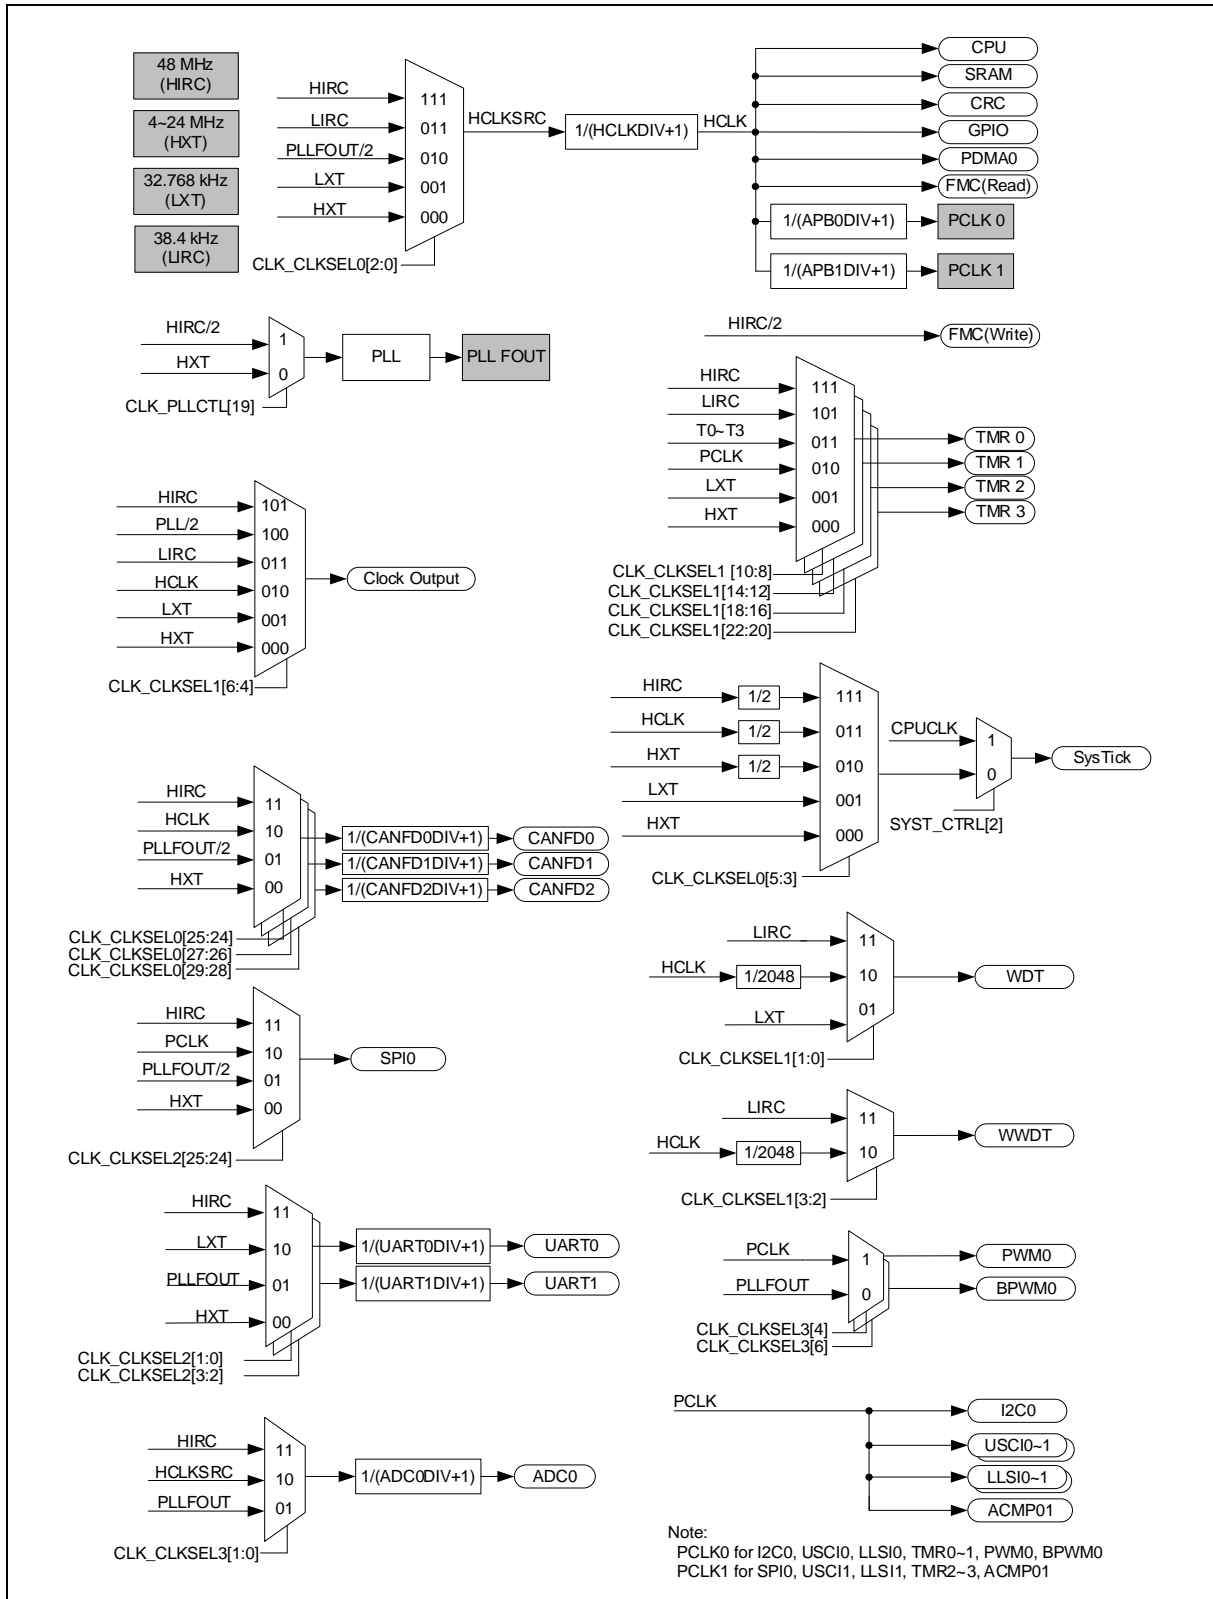 48 MHz
(HIRC)
4~24 MHz
(HXT)
32.768 kHz
(LXT)
38.4 kHz
(LIRC)
HIRC
111
LIRC
011
PLLFOUT/2
010
LXT
001
HXT
000
CLK_CLKSEL0[2:0]
HCLKSRC
1/(HCLKDIV+1)
HCLK
CPU
SRAM
CRC
GPIO
PDMA0
FMC(Read)
1/(APB0DIV+1)
PCLK 0
1/(APB1DIV+1)
PCLK 1
HIRC/2
1
HXT
0
CLK_PLLCTL[19]
PLL
PLL FOUT
HIRC/2
FMC(Write)
HIRC
111
LIRC
101
T0~T3
011
PCLK
010
LXT
001
HXT
000
TMR 0
TMR 1
TMR 2
TMR 3
CLK_CLKSEL1 [10:8]
CLK_CLKSEL1[14:12]
CLK_CLKSEL1[18:16]
CLK_CLKSEL1[22:20]
HIRC
101
PLL/2
100
LIRC
011
HCLK
010
LXT
001
HXT
000
CLK_CLKSEL1[6:4]
Clock Output
HIRC
1/2
111
HCLK
1/2
011
HXT
1/2
010
LXT
001
HXT
000
CLK_CLKSEL0[5:3]
CPUCLK
1
0
SYST_CTRL[2]
SysTick
HIRC
11
HCLK
10
PLLFOUT/2
01
HXT
00
1/(CANFD0DIV+1)
CANFD0
1/(CANFD1DIV+1)
CANFD1
1/(CANFD2DIV+1)
CANFD2
CLK_CLKSEL0[25:24]
CLK_CLKSEL0[27:26]
CLK_CLKSEL0[29:28]
LIRC
11
HCLK
1/2048
10
LXT
01
CLK_CLKSEL1[1:0]
WDT
HIRC
11
PCLK
10
PLLFOUT/2
01
HXT
00
CLK_CLKSEL2[25:24]
SPI0
LIRC
11
HCLK
1/2048
10
CLK_CLKSEL1[3:2]
WWDT
HIRC
11
LXT
10
PLLFOUT
01
HXT
00
1/(UART0DIV+1)
UART0
1/(UART1DIV+1)
UART1
CLK_CLKSEL2[1:0]
CLK_CLKSEL2[3:2]
PCLK
1
PLLFOUT
0
PWM0
BPWM0
CLK_CLKSEL3[4]
CLK_CLKSEL3[6]
HIRC
11
HCLKSRC
10
PLLFOUT
01
CLK_CLKSEL3[1:0]
1/(ADC0DIV+1)
ADC0
PCLK
I2C0
USCI0~1
LLSI0~1
ACMP01
Note:
PCLK0 for I2C0, USCI0, LLSI0, TMR0~1, PWM0, BPWM0
PCLK1 for SPI0, USCI1, LLSI1, TMR2~3, ACMP01